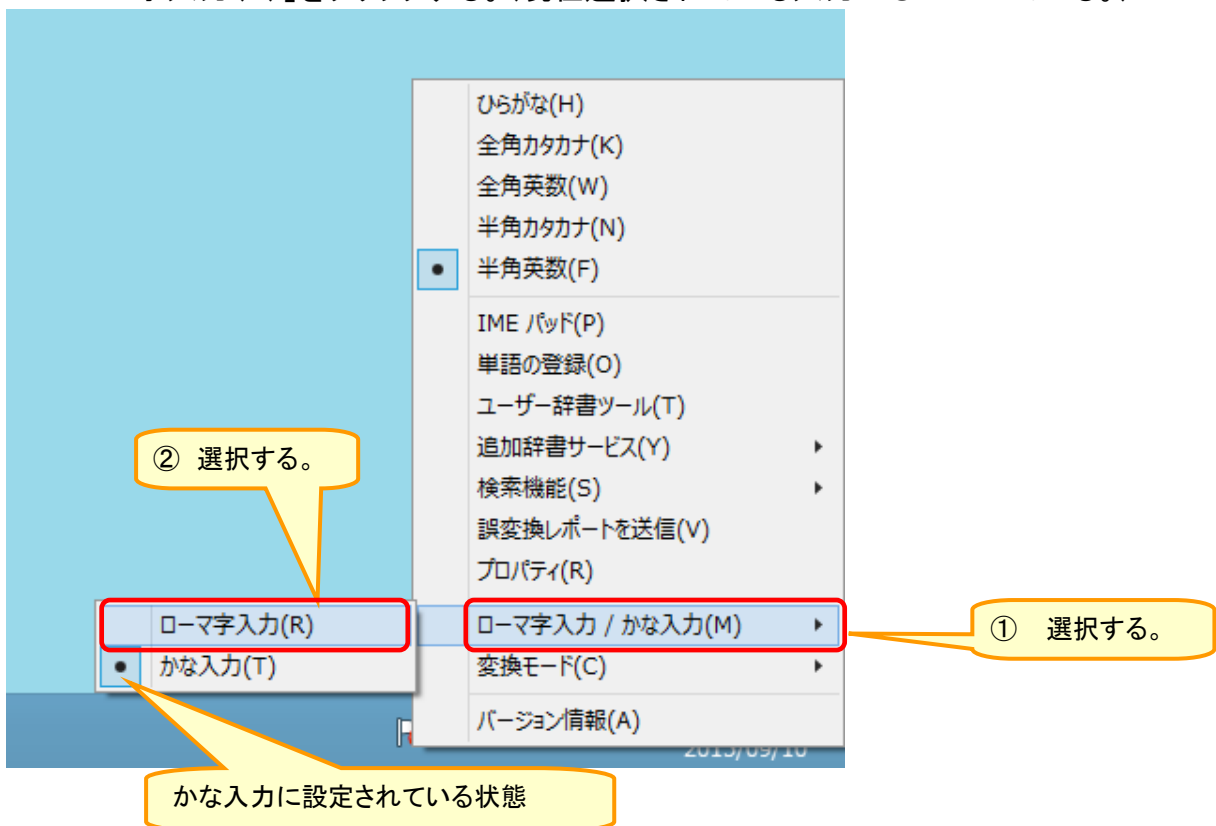 ひらがな(H)
全角カタカナ(K)
全角英数(W)
半角カタカナ(N)
半角英数(F)
IME パッド(P)
単語の登録(O)
ユーザー辞書ツール(T)
追加辞書サービス(Y)
検索機能(S)
誤変換レポートを送信(V)
プロパティ(R)
ローマ字入力 / かな入力(M)
変換モード(C)
バージョン情報(A)
② 選択する。
ローマ字入力(R)
かな入力(T)
① 選択する。
かな入力に設定されている状態